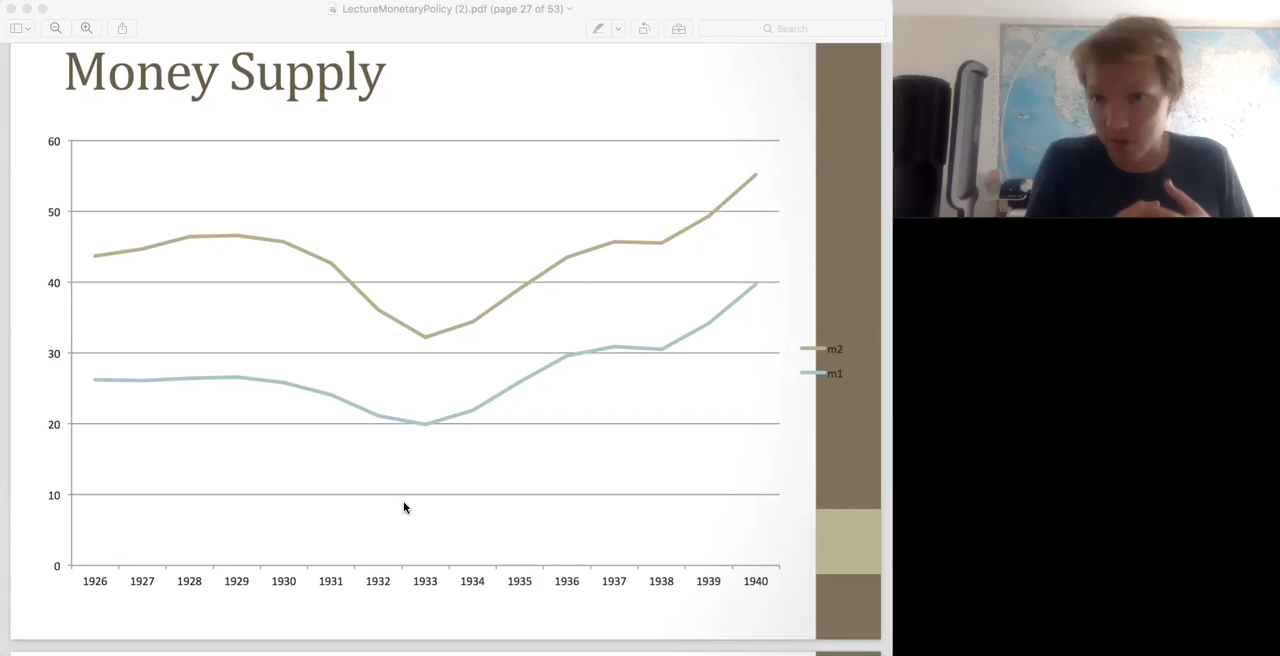 LectureMonetaryPolicy (2).pdf (page 27 of 53)
Search
Money Supply
60
50
40
30
20
10
0
m2
m1
1926 1927 1928 1929 1930 1931 1932 1933 1934 1935 1936 1937 1938 1939 1940